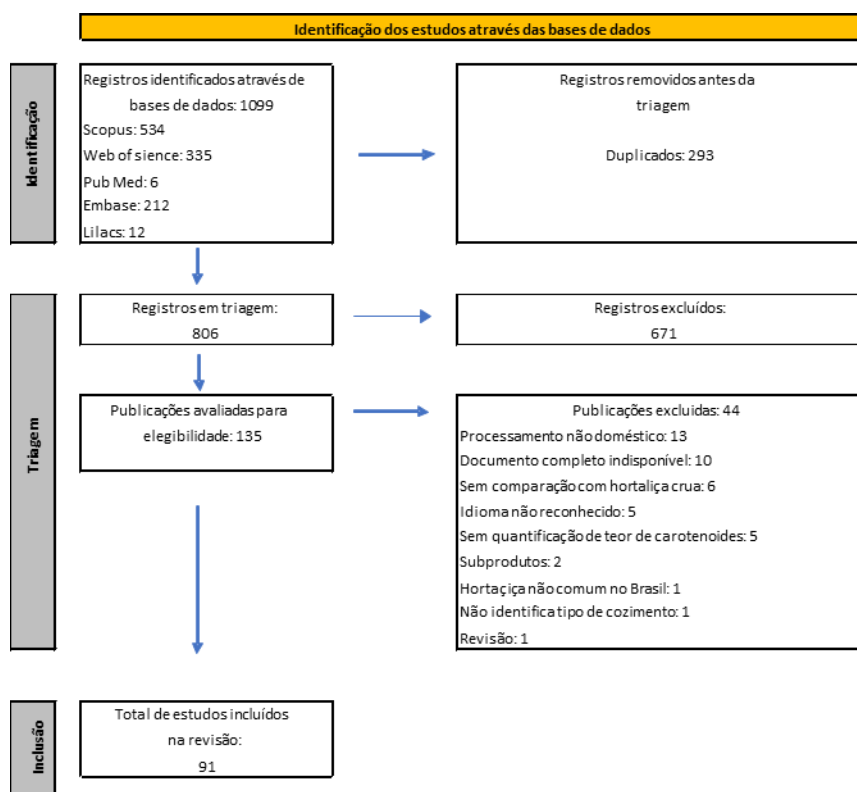 Identificação dos estudos através das bases de dados
Identificação
Registros identificados através de
bases de dados: 1099
Scopus: 534
Web of sience: 335
Pub Med: 6
Embase: 212
Lilacs: 12
Registros removidos antes da
triagem
Duplicados: 293
Triagem
Registros em triagem:
806
Registros excluídos:
671
Publicações avaliadas para
elegibilidade: 135
Publicações excluidas: 44
Processamento não doméstico: 13
Documento completo indisponível: 10
Sem comparação com hortaliça crua: 6
Idioma não reconhecido: 5
Sem quantificação de teor de carotenoides: 5
Subprodutos: 2
Hortaçiça não comum no Brasil: 1
Não identifica tipo de cozimento: 1
Revisão: 1
Inclusão
Total de estudos incluídos
na revisão:
91